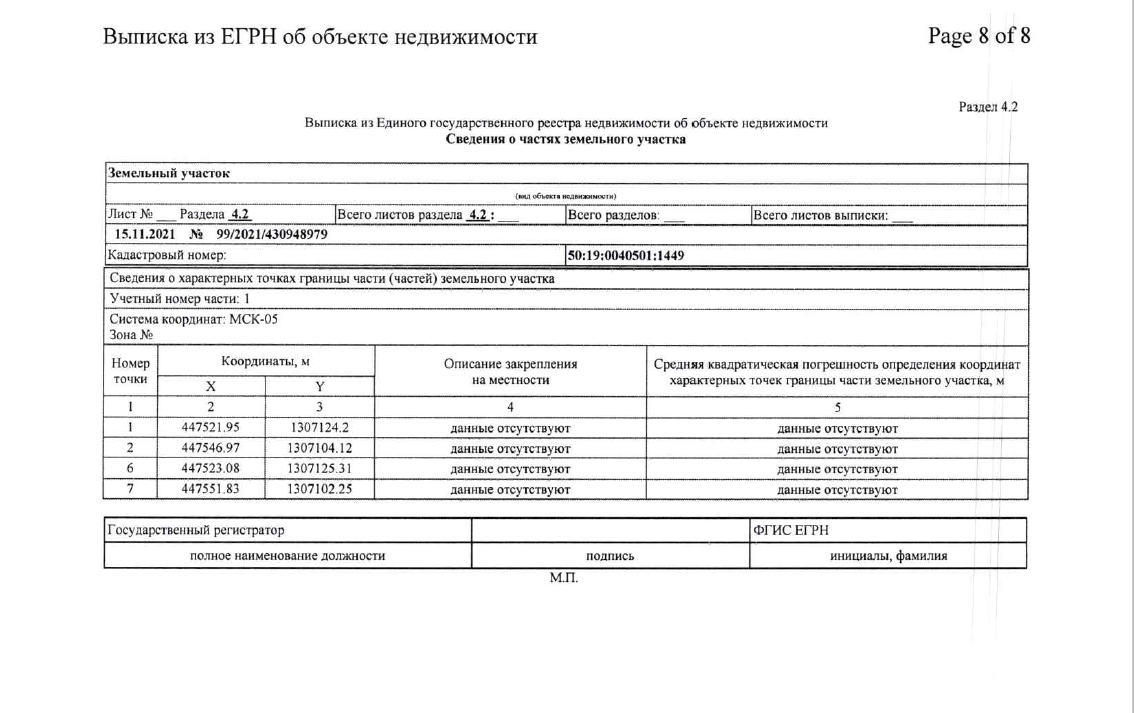 Выписка из ЕГРН об объекте недвижимости Page 8 of 8
Раздел 4.2
Выписка из Единого государственного реестра недвижимости об объекте недвижимости
Сведения о частях земельного участка
Земельный участок
(вид объекта недвижимости)
Лист № ___ Раздела 4.2 Всего листов раздела 4.2 : ___ Всего разделов: ___ Всего листов выписки: ___
15.11.2021 № 99/2021/430948979
Кадастровый номер: 50:19:0040501:1449
Сведения о характерных точках границы части (частей) земельного участка
Учетный номер части: 1
Система координат: МСК-05
Зона №
Номер точки Координаты, м Описание закрепления на местности Средняя квадратическая погрешность определения координат характерных точек границы части земельного участка, м
X Y
1 2 3 4 5
1 447521.95 1307124.2 данные отсутствуют данные отсутствуют
2 447546.97 1307104.12 данные отсутствуют данные отсутствуют
6 447523.08 1307125.31 данные отсутствуют данные отсутствуют
7 447551.83 1307102.25 данные отсутствуют данные отсутствуют
Государственный регистратор ФГИС ЕГРН
полное наименование должности подпись инициалы, фамилия
М.П.